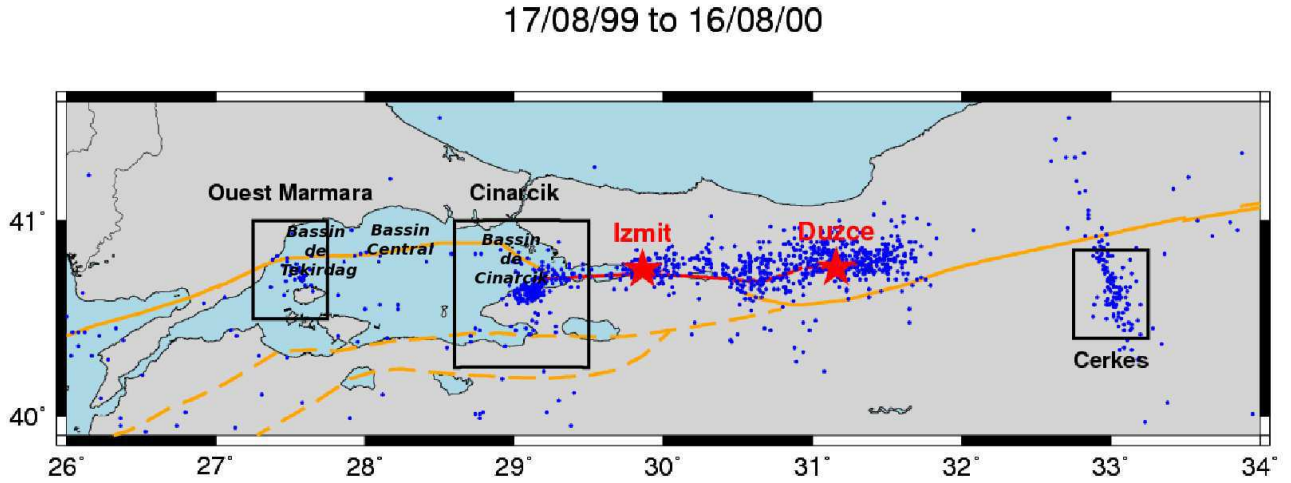 17/08/99 to 16/08/00
Ouest Marmara
Cinarcik
41°
Bassin
de
Tekirdag
Bassin
Central
Bassin
de
Cinarcik
Izmit
Duzce
Cerkes
40°
26°
27°
28°
29°
30°
31°
32°
33°
34°